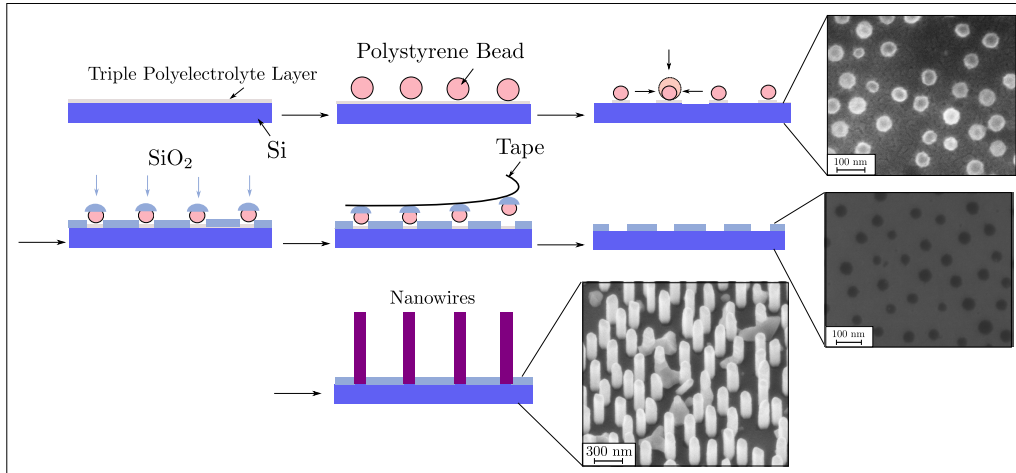 Triple Polyelectrolyte Layer
Si
Polystyrene Bead
100 nm
SiO2
Tape
100 nm
Nanowires
300 nm